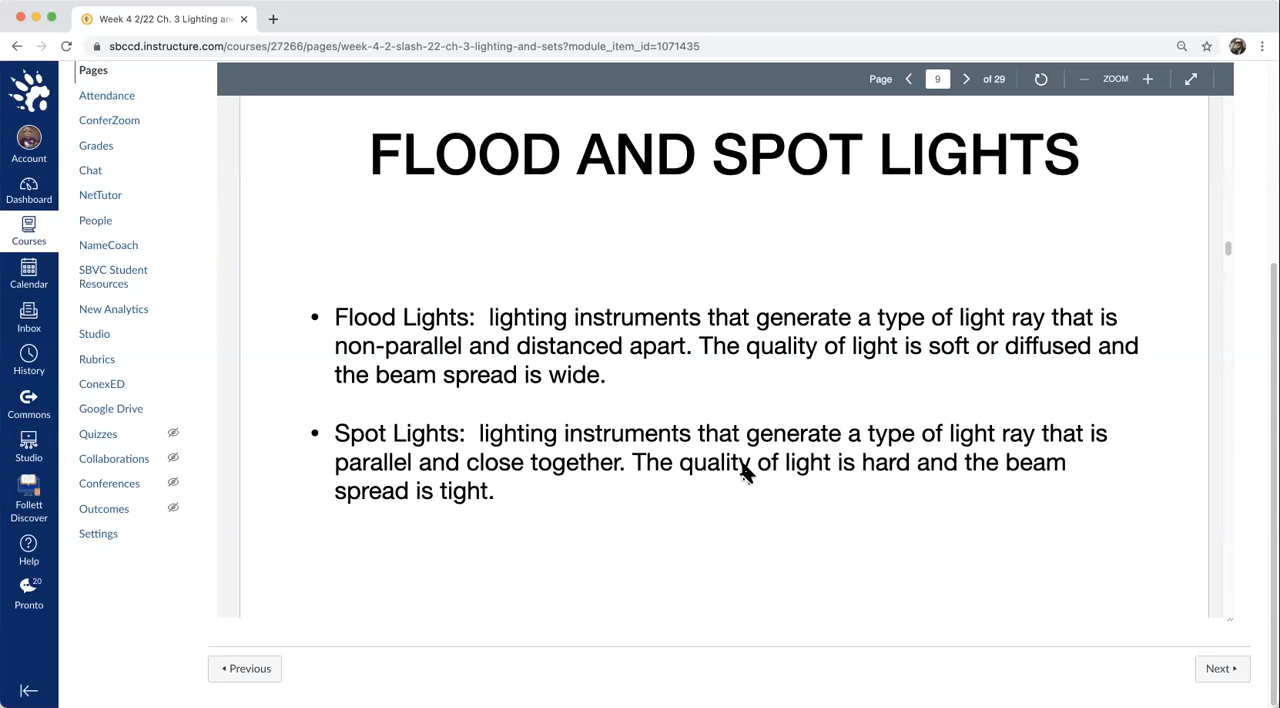 Week 4 2/22 Ch. 3 Lighting an
sbccd.instructure.com/courses/27266/pages/week-4-2-slash-22-ch-3-lighting-and-sets?module_item_id=1071435
Page 9 of 29 ZOOM
Account
Dashboard
Courses
Calendar
Inbox
History
Commons
Studio
Follett
Discover
Help
20
Pronto
Pages
Attendance
ConferZoom
Grades
Chat
NetTutor
People
NameCoach
SBVC Student
Resources
New Analytics
Studio
Rubrics
ConexED
Google Drive
Quizzes
Collaborations
Conferences
Outcomes
Settings
FLOOD AND SPOT LIGHTS
• Flood Lights: lighting instruments that generate a type of light ray that is
non-parallel and distanced apart. The quality of light is soft or diffused and
the beam spread is wide.
• Spot Lights: lighting instruments that generate a type of light ray that is
parallel and close together. The quality of light is hard and the beam
spread is tight.
Previous
Next